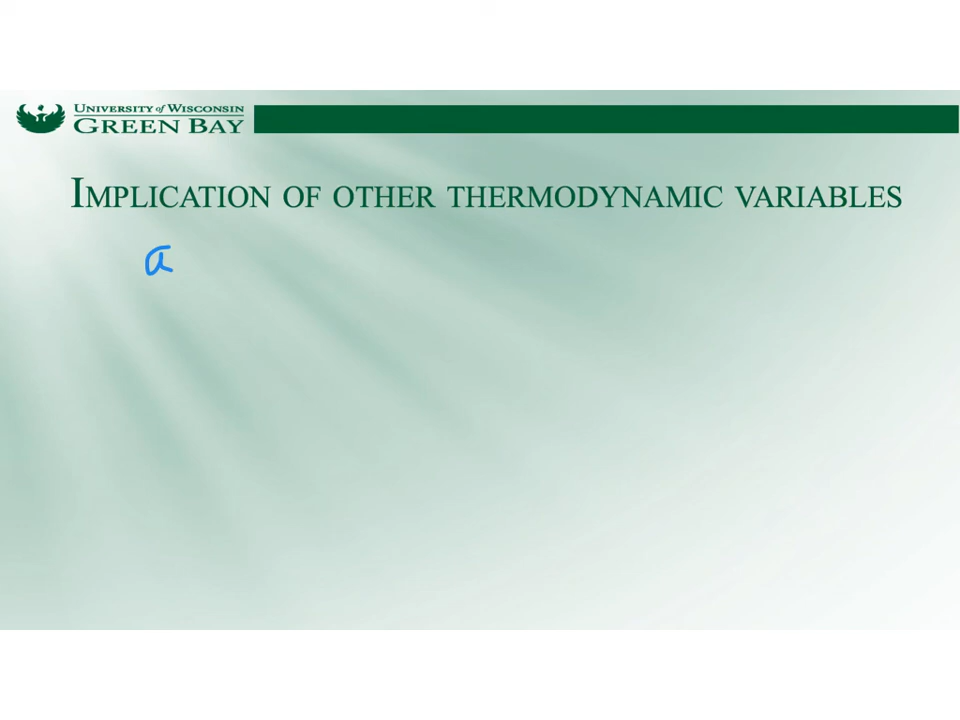 UNIVERSITY of WISCONSIN
GREEN BAY
IMPLICATION OF OTHER THERMODYNAMIC VARIABLES